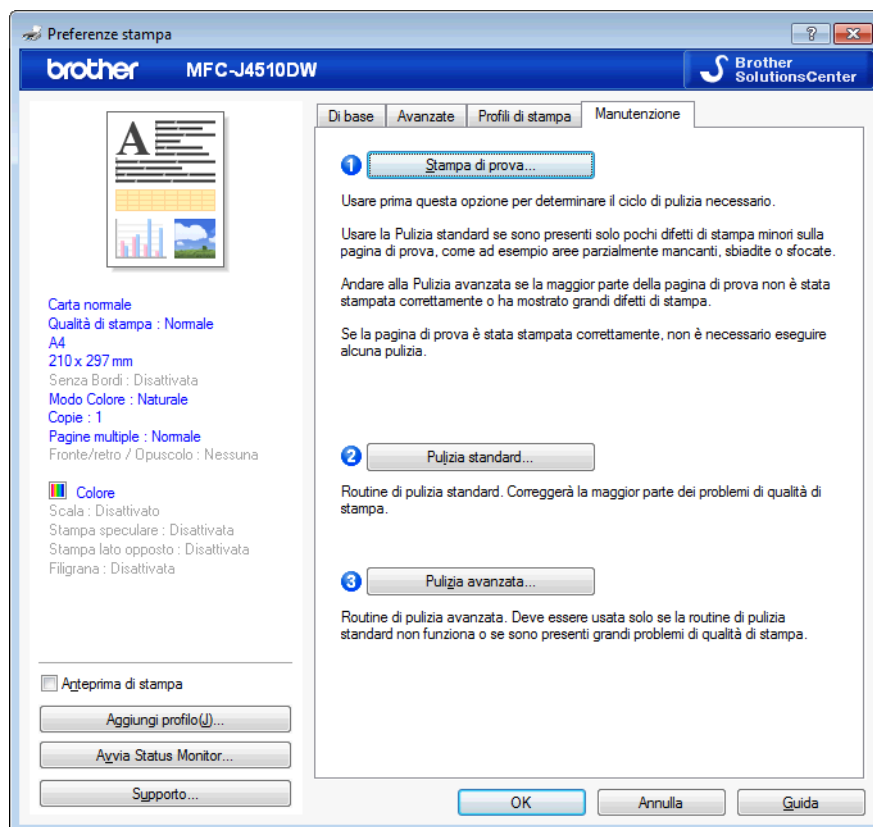 Preferenze stampa
brother MFC-J4510DW
Brother
SolutionsCenter
A
Carta normale
Qualità di stampa : Normale
A4
210 x 297 mm
Senza Bordi : Disattivata
Modo Colore : Naturale
Copie : 1
Pagine multiple : Normale
Fronte/retro / Opuscolo : Nessuna
Colore
Scala : Disattivato
Stampa speculare : Disattivata
Stampa lato opposto : Disattivata
Filigrana : Disattivata
Anteprima di stampa
Aggiungi profilo(J)...
Avvia Status Monitor...
Supporto...
Di base Avanzate Profili di stampa Manutenzione
1 Stampa di prova...
Usare prima questa opzione per determinare il ciclo di pulizia necessario.
Usare la Pulizia standard se sono presenti solo pochi difetti di stampa minori sulla
pagina di prova, come ad esempio aree parzialmente mancanti, sbiadite o sfocate.
Andare alla Pulizia avanzata se la maggior parte della pagina di prova non è stata
stampata correttamente o ha mostrato grandi difetti di stampa.
Se la pagina di prova è stata stampata correttamente, non è necessario eseguire
alcuna pulizia.
2 Pulizia standard...
Routine di pulizia standard. Correggerà la maggior parte dei problemi di qualità di
stampa.
3 Pulizia avanzata...
Routine di pulizia avanzata. Deve essere usata solo se la routine di pulizia
standard non funziona o se sono presenti grandi problemi di qualità di stampa.
OK Annulla Guida